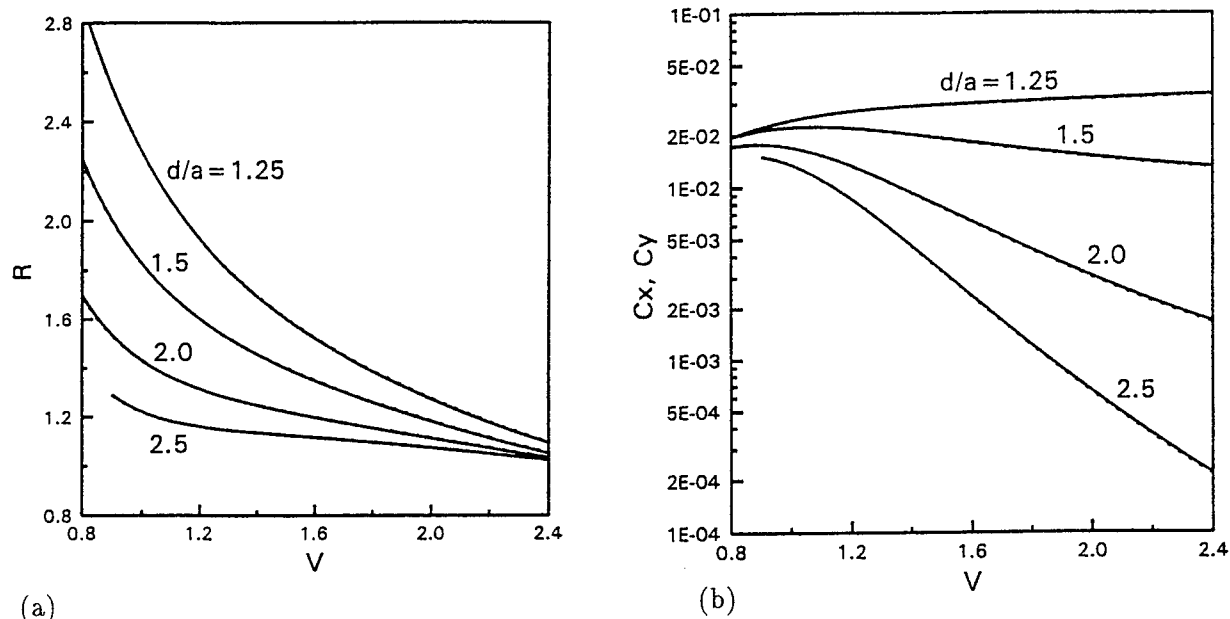 2.8
2.4
2.0
1.6
1.2
0.8
R
d/a = 1.25
1.5
2.0
2.5
0.8 1.2 1.6 2.0 2.4
V
(a)
1E-01
5E-02
2E-02
1E-02
5E-03
2E-03
1E-03
5E-04
2E-04
1E-04
Cx, Cy
d/a = 1.25
1.5
2.0
2.5
0.8 1.2 1.6 2.0 2.4
V
(b)